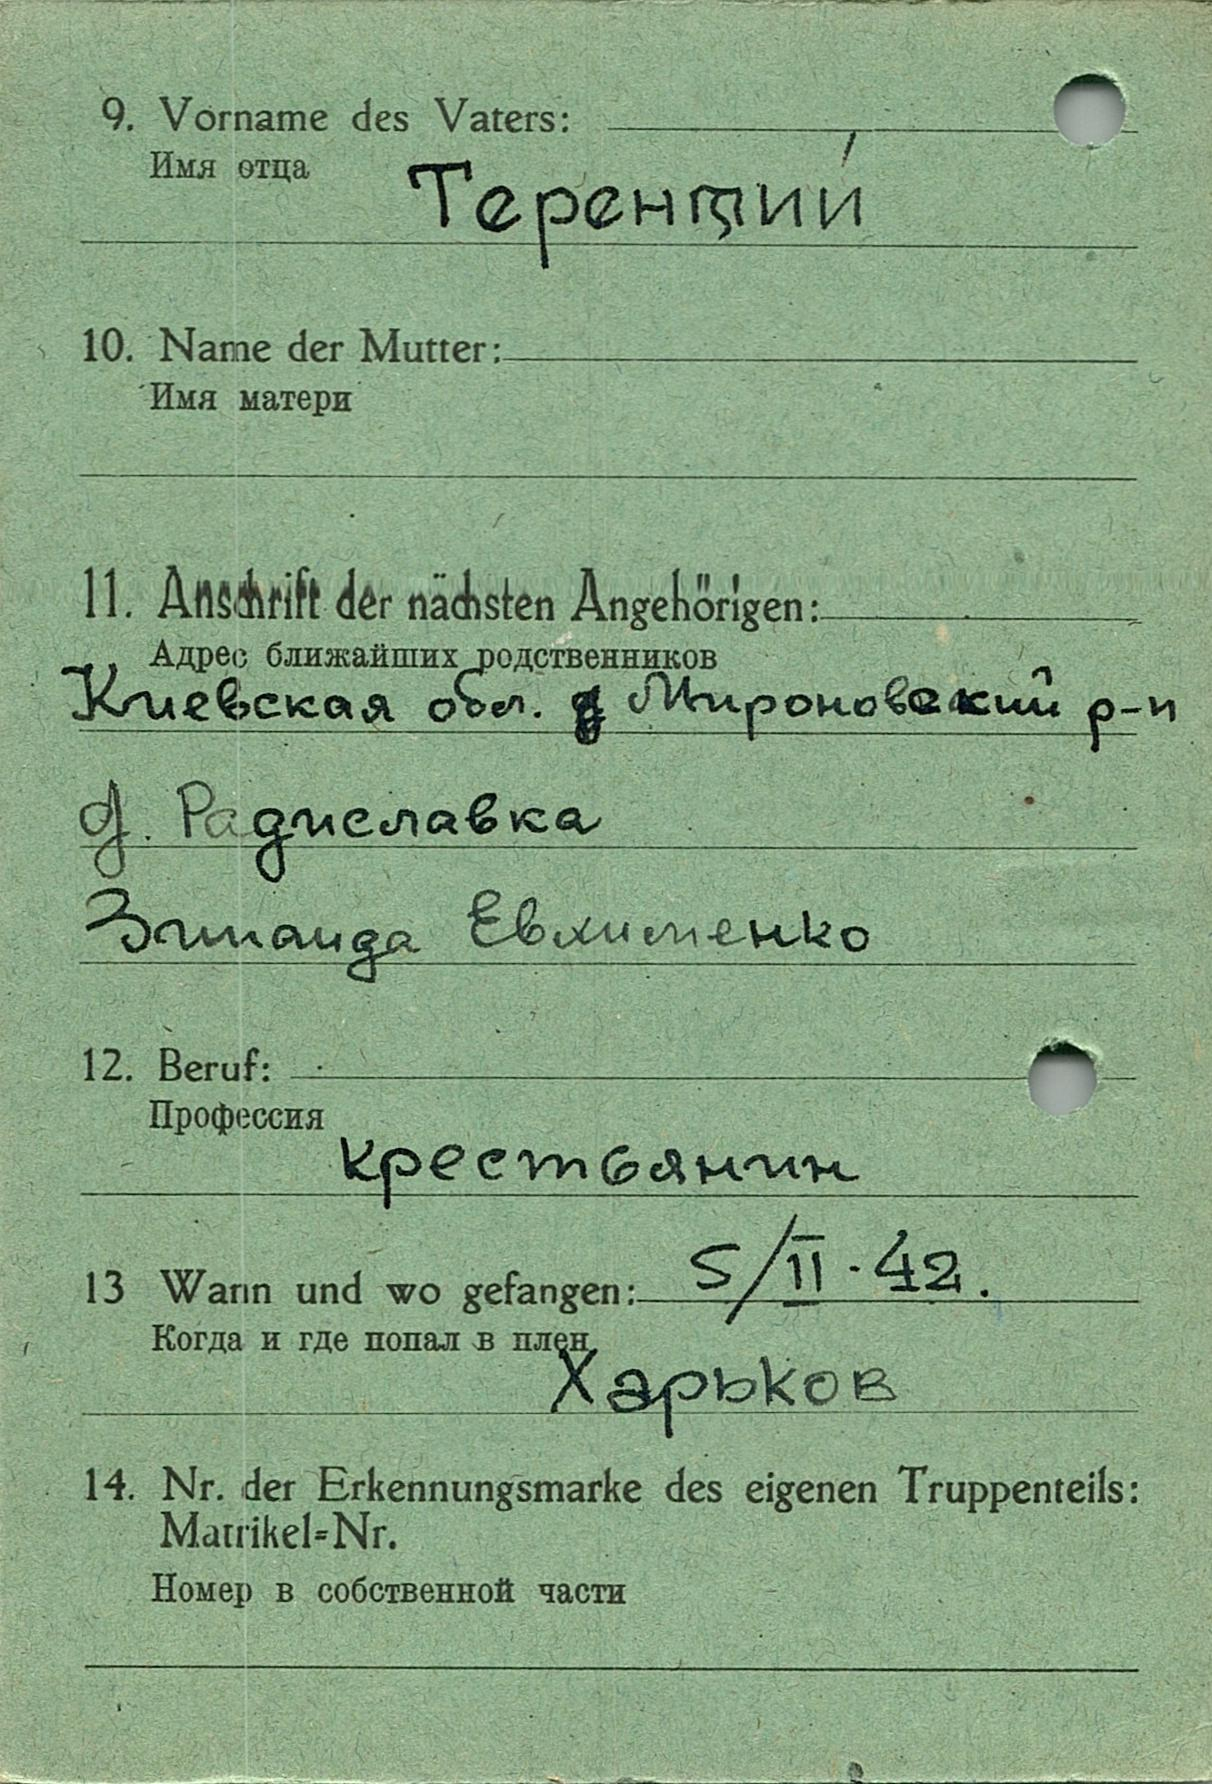 9. Vorname des Vaters:
Имя отца
Терентий
10. Name der Mutter:
Имя матери
11. Anschrift der nächsten Angehörigen:
Адрес ближайших родственников
Киевская обл. Мироновский р-н
д. Радиславка
Зинаида Евхименко
12. Beruf:
Профессия
крестьянин
13 Wann und wo gefangen: 5/II·42.
Когда и где попал в плен
Харьков
14. Nr. der Erkennungsmarke des eigenen Truppenteils:
Matrikel=Nr.
Номер в собственной части